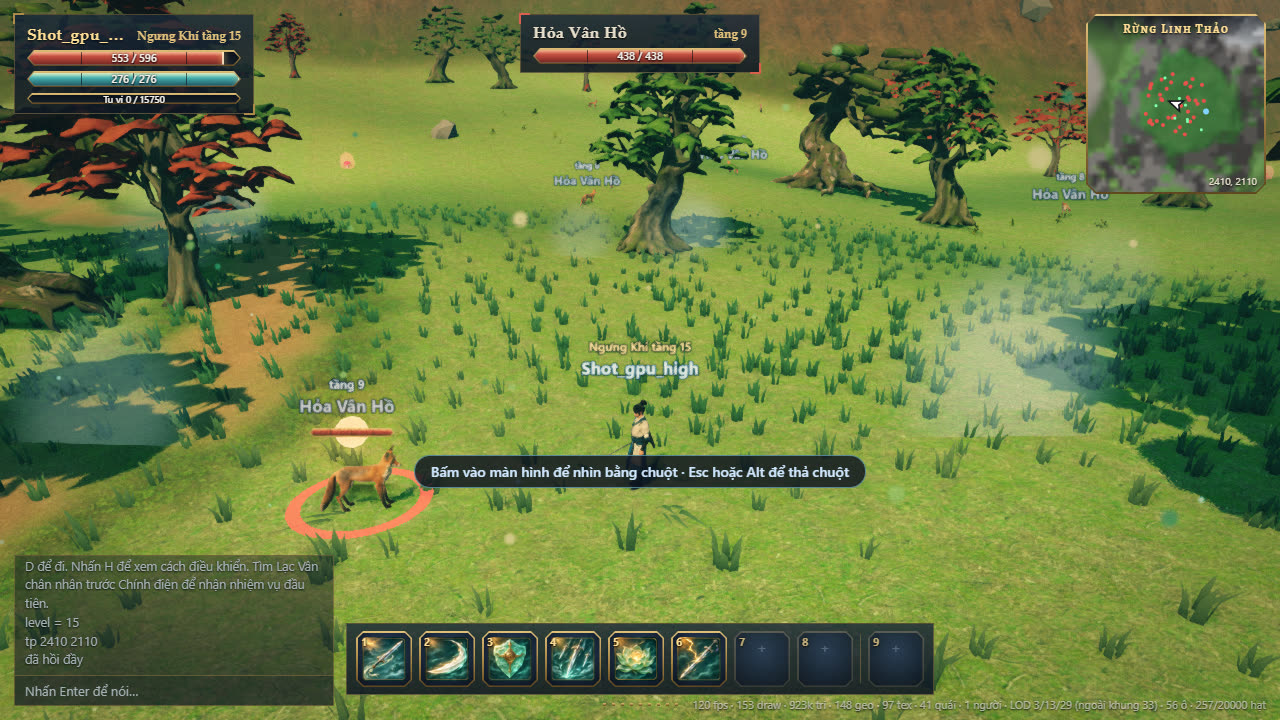 Shot_gpu_... Ngưng Khí tầng 15
553 / 596
276 / 276
Tu vi 0 / 15750
Hỏa Vân Hồ tầng 9
438 / 438
RỪNG LINH THẢO
2410, 2110
Hỏa Vân Hồ
Hồ
tầng 8
Hỏa Vân Hồ
Ngưng Khí tầng 15
Shot_gpu_high
tầng 9
Hỏa Vân Hồ
Bấm vào màn hình để nhìn bằng chuột · Esc hoặc Alt để thả chuột
D để đi. Nhấn H để xem cách điều khiển. Tìm Lạc Vân
chân nhân trước Chính điện để nhận nhiệm vụ đầu
tiên.
level = 15
tp 2410 2110
đã hồi đầy
Nhấn Enter để nói...
1 2 3 4 5 6 7 8 9
120 fps · 153 draw · 923k tri · 148 geo · 97 tex · 41 quái · 1 người · LOD 3/13/29 (ngoài khung 33) · 56 ô · 257/20000 hạt